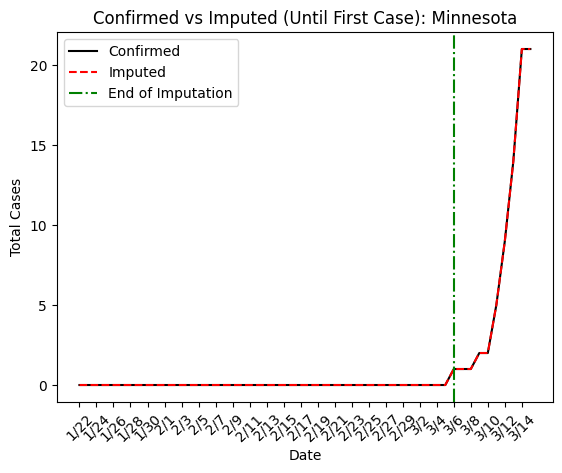 Confirmed vs Imputed (Until First Case): Minnesota
Confirmed
Imputed
End of Imputation
Total Cases
20
15
10
5
0
1/22 1/24 1/26 1/28 1/30 2/1 2/3 2/5 2/7 2/9 2/11 2/13 2/15 2/17 2/19 2/21 2/23 2/25 2/27 2/29 3/2 3/4 3/6 3/8 3/10 3/12 3/14
Date